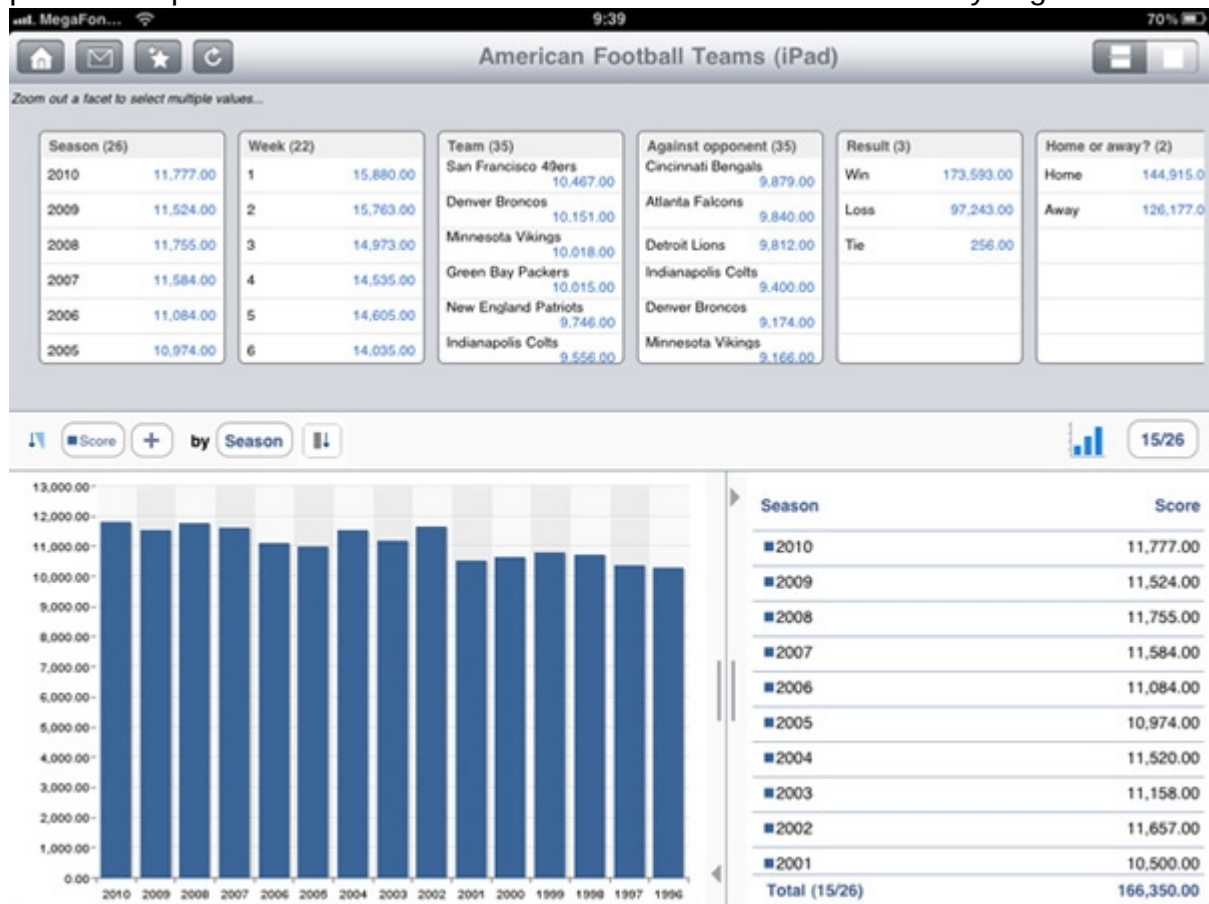 MegaFon... 9:39 70%
American Football Teams (iPad)
Zoom out a facet to select multiple values...
Season (26) Week (22) Team (35) Against opponent (35) Result (3) Home or away? (2)
2010 11,777.00 1 15,880.00 San Francisco 49ers 10,467.00 Cincinnati Bengals 9,879.00 Win 173,593.00 Home 144,915.0
2009 11,524.00 2 15,763.00 Denver Broncos 10,151.00 Atlanta Falcons 9,840.00 Loss 97,243.00 Away 126,177.0
2008 11,755.00 3 14,973.00 Minnesota Vikings 10,018.00 Detroit Lions 9,812.00 Tie 256.00
2007 11,584.00 4 14,535.00 Green Bay Packers 10,015.00 Indianapolis Colts 9,400.00
2006 11,084.00 5 14,605.00 New England Patriots 9,746.00 Denver Broncos 9,174.00
2005 10,974.00 6 14,035.00 Indianapolis Colts 9,556.00 Minnesota Vikings 9,166.00
Score + by Season 15/26
13,000.00
12,000.00
11,000.00
10,000.00
9,000.00
8,000.00
7,000.00
6,000.00
5,000.00
4,000.00
3,000.00
2,000.00
1,000.00
0.00
2010 2009 2008 2007 2006 2005 2004 2003 2002 2001 2000 1999 1998 1997 1996
Season Score
2010 11,777.00
2009 11,524.00
2008 11,755.00
2007 11,584.00
2006 11,084.00
2005 10,974.00
2004 11,520.00
2003 11,158.00
2002 11,657.00
2001 10,500.00
Total (15/26) 166,350.00